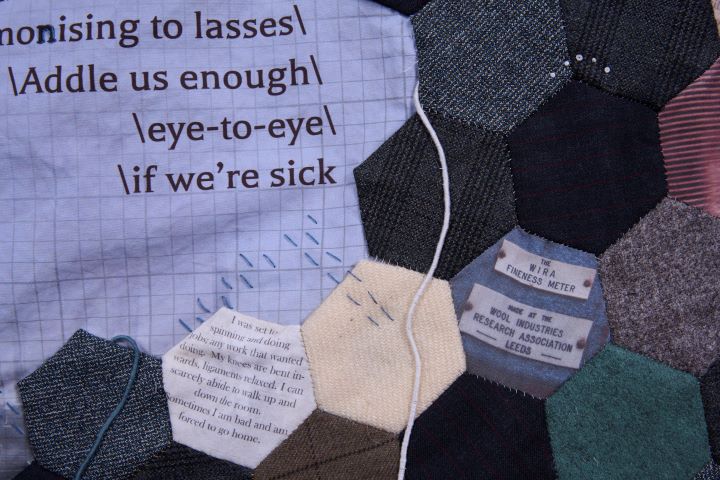 monising to lasses\
\Addle us enough\
\eye-to-eye\
\if we're sick
THE
WIRA
FINENESS METER
MADE AT THE
WOOL INDUSTRIES
RESEARCH ASSOCIATION
LEEDS
I was set to
spinning and doing
jobs; any work that wanted
doing. My knees are bent in-
wards, ligaments relaxed. I can
scarcely abide to walk up and
down the room.
sometimes I am bad and am
forced to go home.